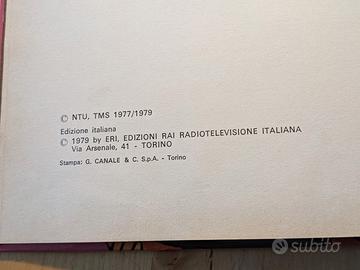 © NTU, TMS 1977/1979
Edizione italiana
© 1979 by ERI, EDIZIONI RAI RADIOTELEVISIONE ITALIANA
Via Arsenale, 41 - TORINO
Stampa: G. CANALE & C. S.p.A. - Torino
subito